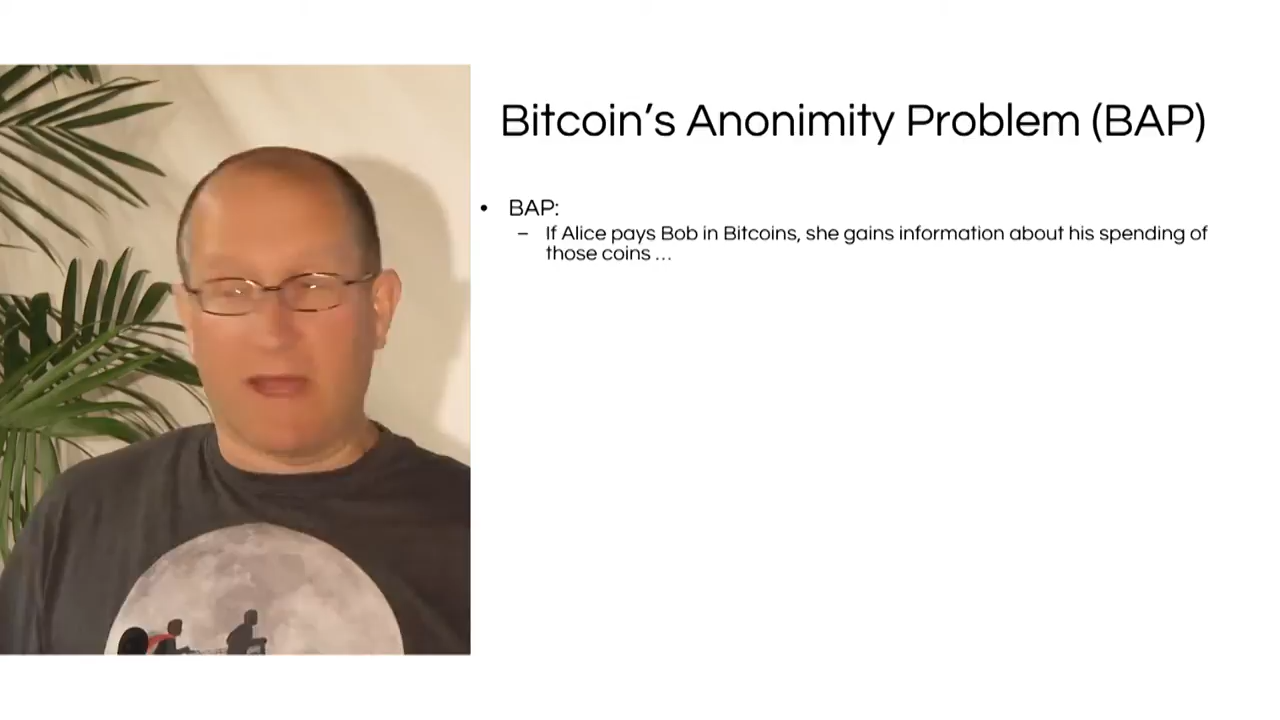 Bitcoin’s Anonimity Problem (BAP)
• BAP:
– If Alice pays Bob in Bitcoins, she gains information about his spending of
those coins ...